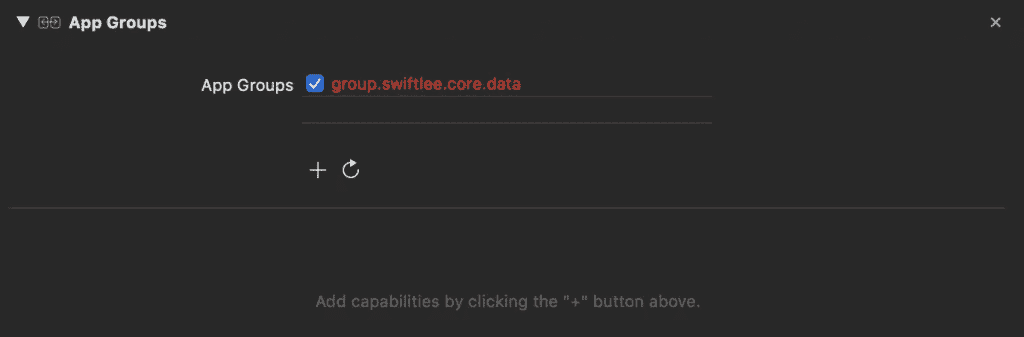 App Groups
App Groups group.swiftlee.core.data
Add capabilities by clicking the "+" button above.